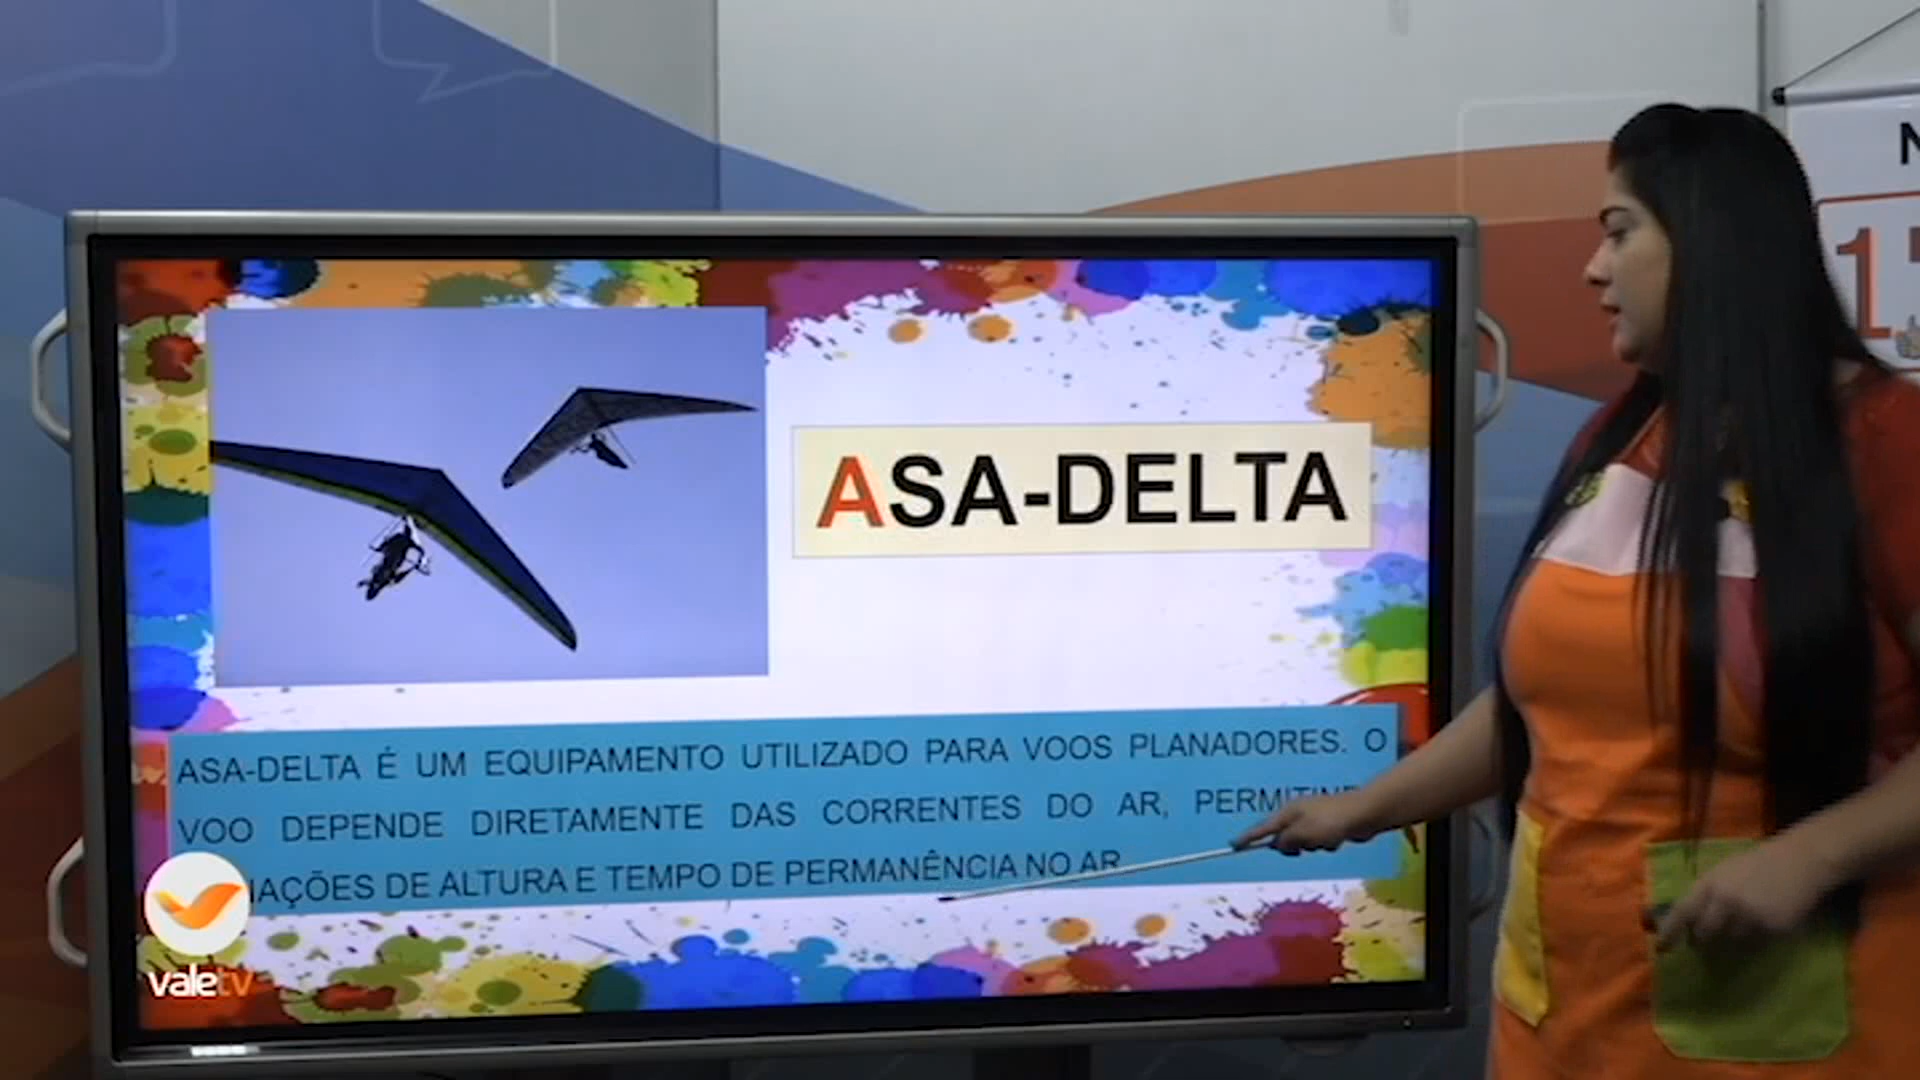 N
1
ASA-DELTA
ASA-DELTA É UM EQUIPAMENTO UTILIZADO PARA VOOS PLANADORES. O
VOO DEPENDE DIRETAMENTE DAS CORRENTES DO AR,
DE ALTURA E TEMPO DE PERMANÊNCIA NO AR
valetv